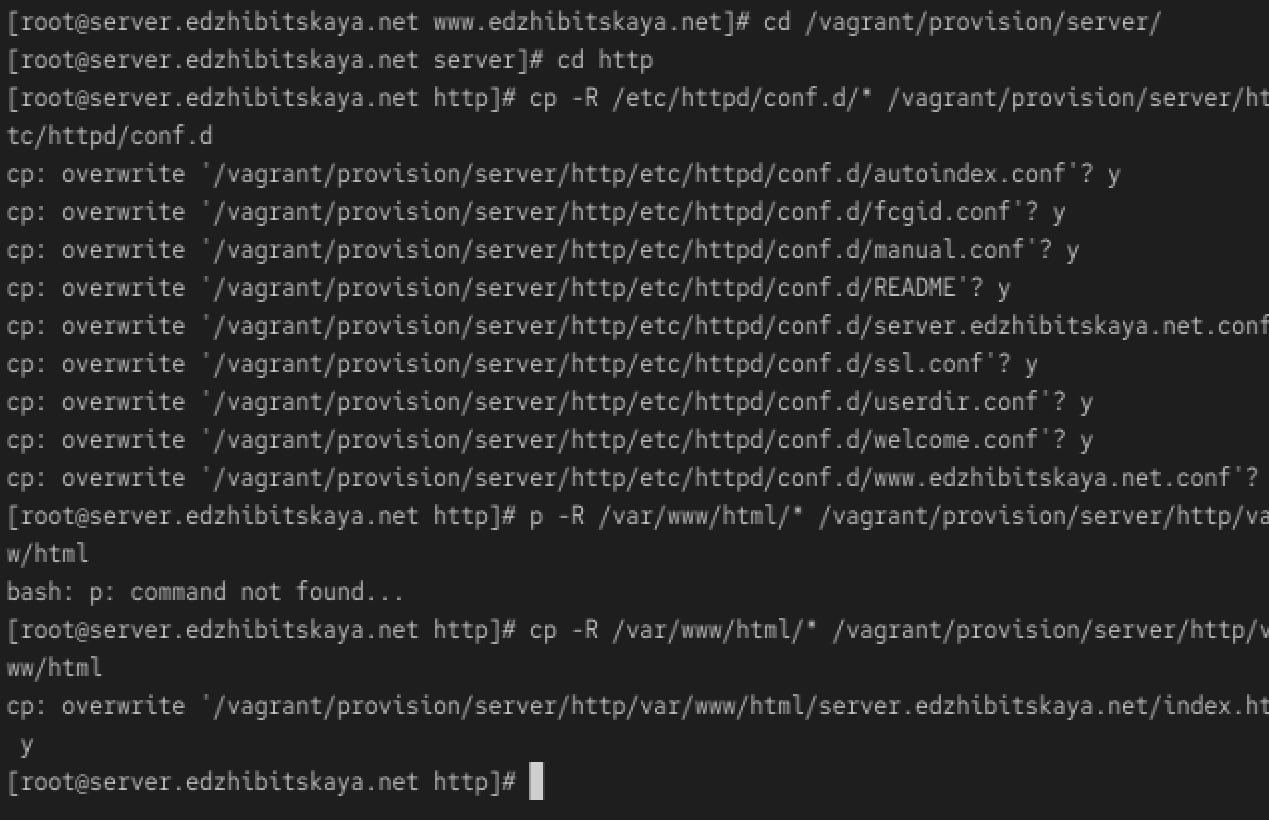 [root@server.edzhibitskaya.net www.edzhibitskaya.net]# cd /vagrant/provision/server/
[root@server.edzhibitskaya.net server]# cd http
[root@server.edzhibitskaya.net http]# cp -R /etc/httpd/conf.d/* /vagrant/provision/server/ht
tc/httpd/conf.d
cp: overwrite '/vagrant/provision/server/http/etc/httpd/conf.d/autoindex.conf'? y
cp: overwrite '/vagrant/provision/server/http/etc/httpd/conf.d/fcgid.conf'? y
cp: overwrite '/vagrant/provision/server/http/etc/httpd/conf.d/manual.conf'? y
cp: overwrite '/vagrant/provision/server/http/etc/httpd/conf.d/README'? y
cp: overwrite '/vagrant/provision/server/http/etc/httpd/conf.d/server.edzhibitskaya.net.conf
cp: overwrite '/vagrant/provision/server/http/etc/httpd/conf.d/ssl.conf'? y
cp: overwrite '/vagrant/provision/server/http/etc/httpd/conf.d/userdir.conf'? y
cp: overwrite '/vagrant/provision/server/http/etc/httpd/conf.d/welcome.conf'? y
cp: overwrite '/vagrant/provision/server/http/etc/httpd/conf.d/www.edzhibitskaya.net.conf'?
[root@server.edzhibitskaya.net http]# p -R /var/www/html/* /vagrant/provision/server/http/va
w/html
bash: p: command not found...
[root@server.edzhibitskaya.net http]# cp -R /var/www/html/* /vagrant/provision/server/http/v
ww/html
cp: overwrite '/vagrant/provision/server/http/var/www/html/server.edzhibitskaya.net/index.ht
y
[root@server.edzhibitskaya.net http]#